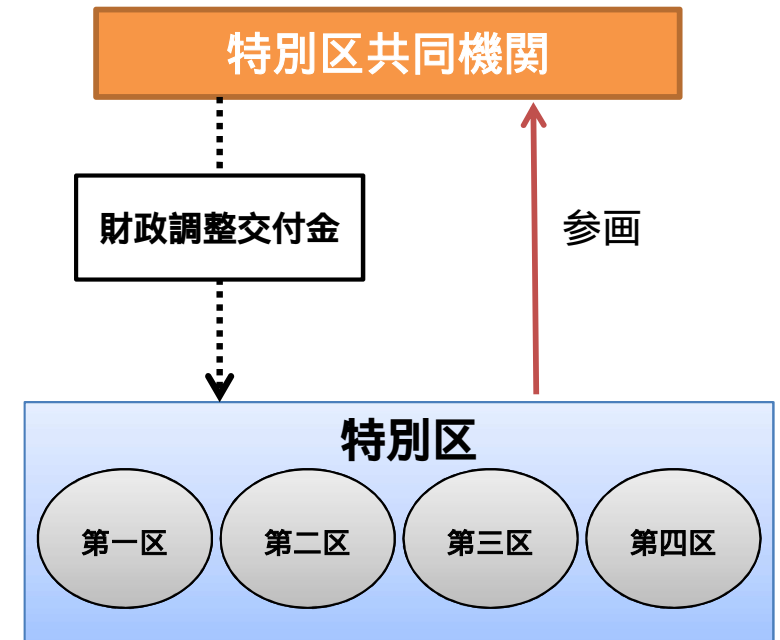 特別区共同機関
財政調整交付金
参画
特別区
第一区
第二区
第三区
第四区